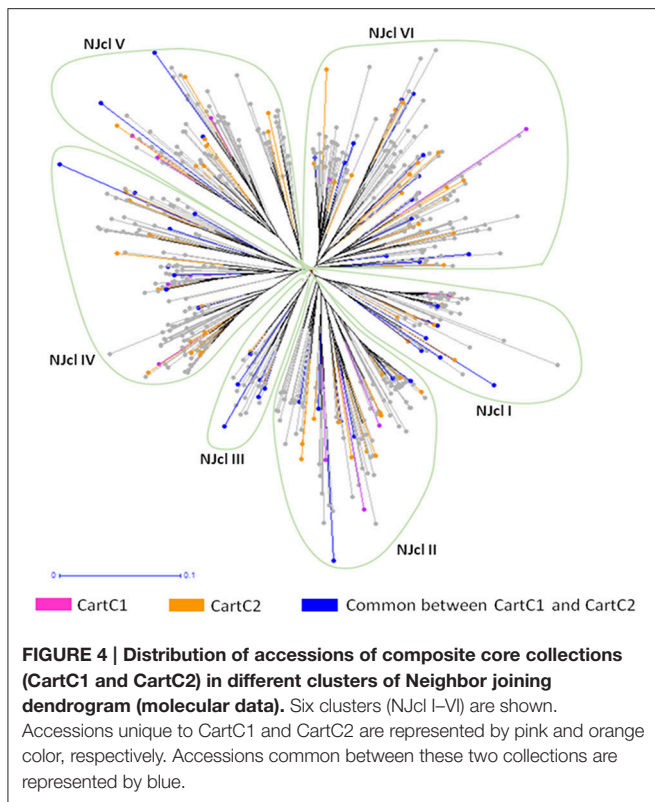 NJcl V
NJcl VI
NJcl IV
NJcl I
NJcl III
NJcl II
0 0.1
CartC1 CartC2 Common between CartC1 and CartC2
FIGURE 4 | Distribution of accessions of composite core collections
(CartC1 and CartC2) in different clusters of Neighbor joining
dendrogram (molecular data). Six clusters (NJcl I–VI) are shown.
Accessions unique to CartC1 and CartC2 are represented by pink and orange
color, respectively. Accessions common between these two collections are
represented by blue.